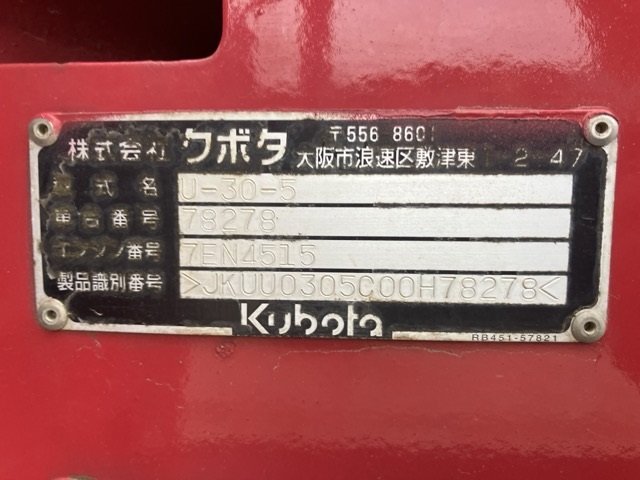 株式会社 クボタ 〒556 8601
大阪市浪速区敷津東1-2-47
型式名 U-30-5
車台番号 78278
エンジン番号 7EN4515
製品識別番号 >JKUU0305C00H78278<
Kubota
RB451-57821